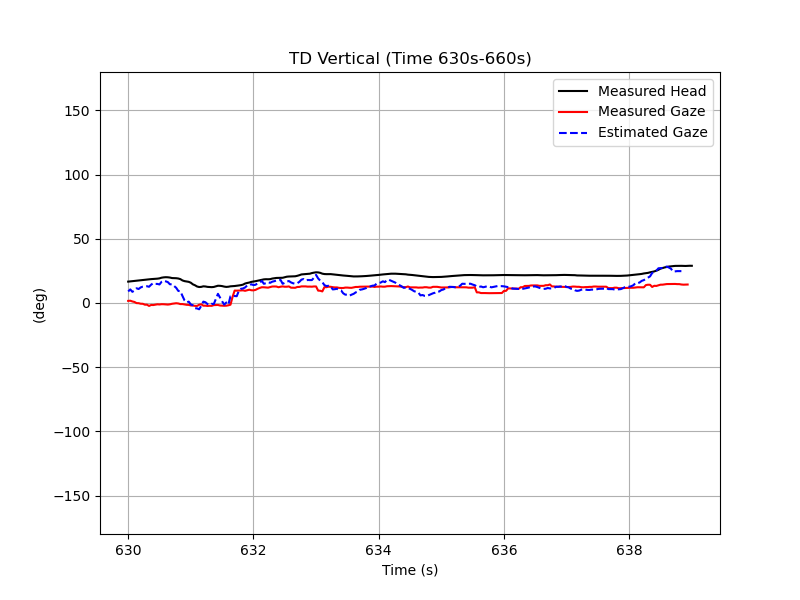 TD Vertical (Time 630s-660s)
Measured Head
Measured Gaze
Estimated Gaze
150
100
50
0
−50
−100
−150
(deg)
630 632 634 636 638
Time (s)